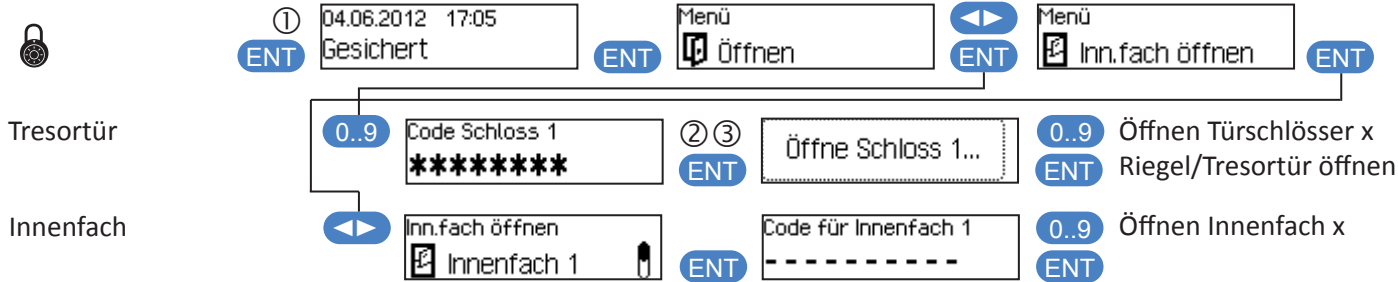 ① 04.06.2012 17:05 Menü ◀▶ Menü
ENT Gesichert ENT Öffnen ENT Inn.fach öffnen ENT
Tresortür 0..9 Code Schloss 1 ②③ Öffne Schloss 1... 0..9 Öffnen Türschlösser x
******** ENT ENT Riegel/Tresortür öffnen
Innenfach ◀▶ Inn.fach öffnen Code für Innenfach 1 0..9 Öffnen Innenfach x
Innenfach 1 ENT ---------- ENT